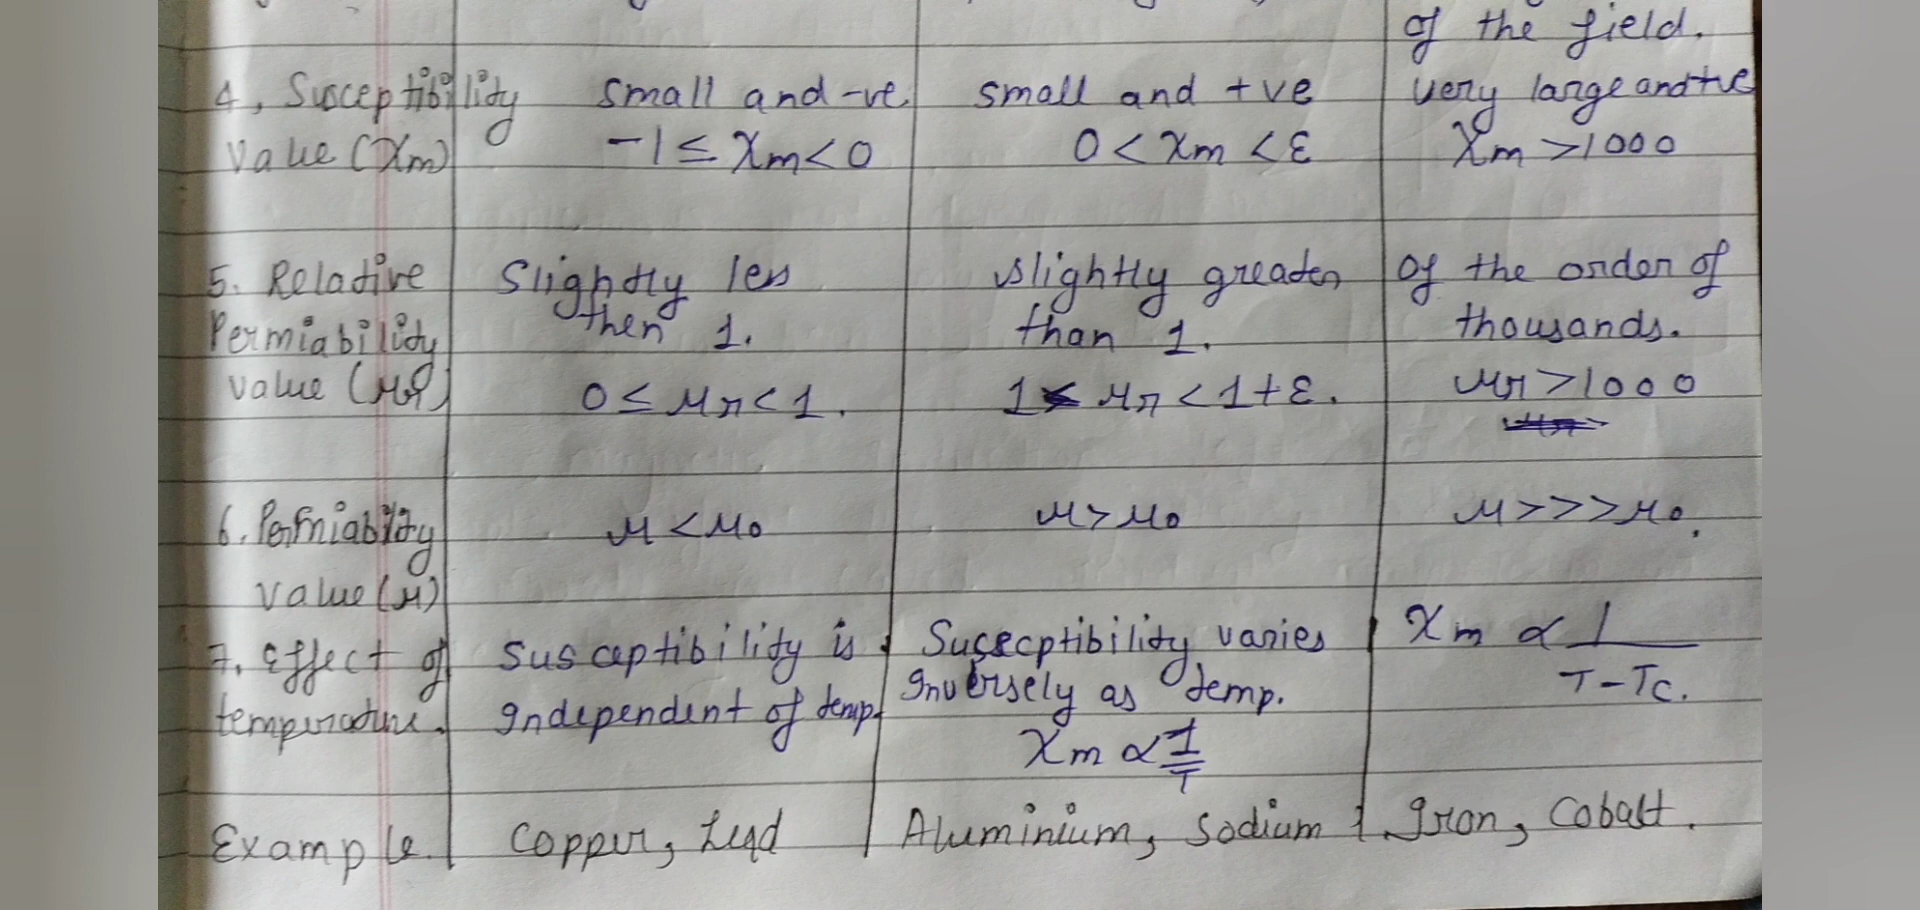 of the field.
4, Susceptibility small and -ve small and +ve very large and +ve
Value (χm) -1 ≤ χm < 0 0 < χm < ε χm > 1000
5. Relative Slightly less slightly greater of the order of
Permiability then 1. than 1. thousands.
value (μr) 0 ≤ μr < 1. 1 < μr < 1+ε. μr > 1000
6. Permiability μ < μ0 μ > μ0 μ >>> μ0.
value (μ)
7. Effect of Susceptibility is Susecptibility varies χm ∝ 1/T-Tc.
temperature. Independent of temp. Inversely as temp.
χm ∝ 1/T
Example. Copper, Lead Aluminium, Sodium Iron, Cobalt.